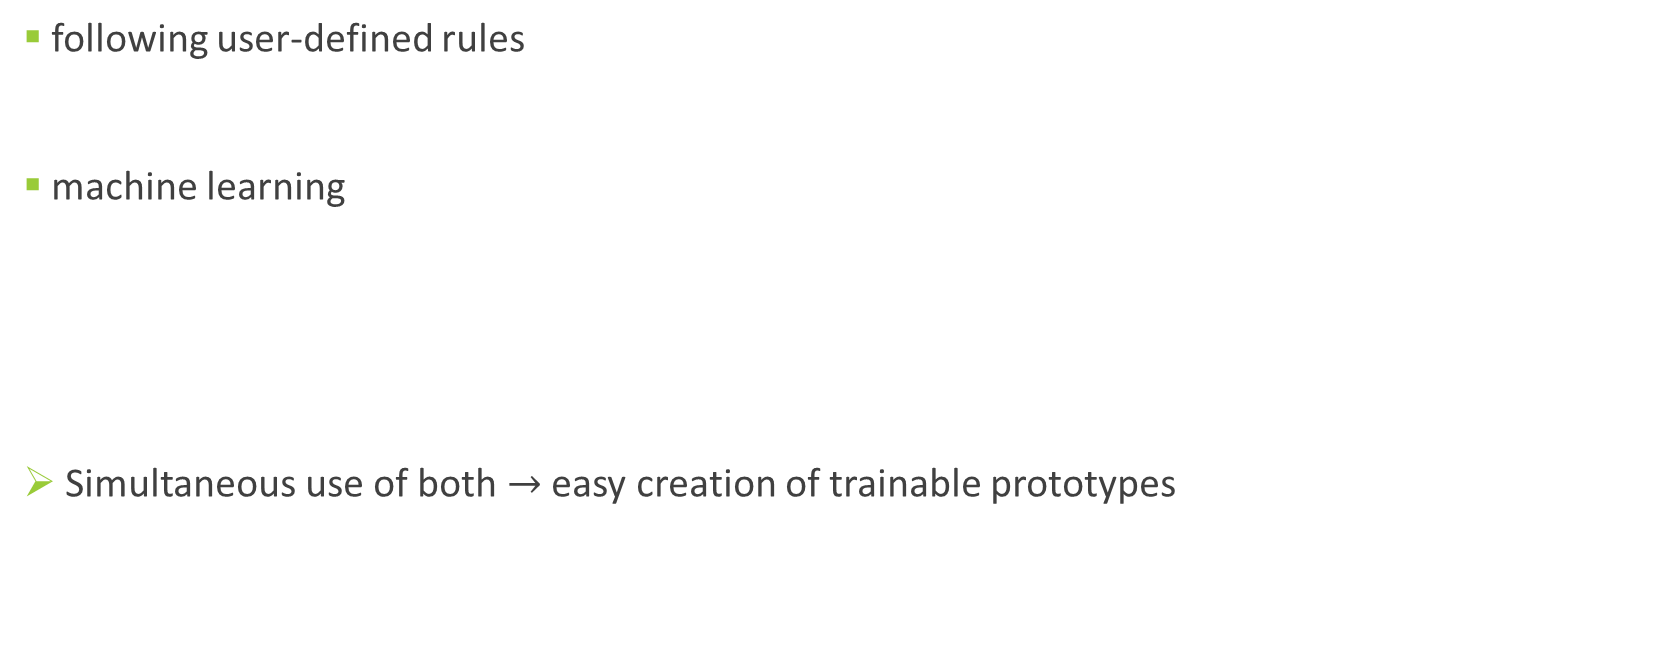 ▪ following user-defined rules
▪ machine learning
➢ Simultaneous use of both → easy creation of trainable prototypes